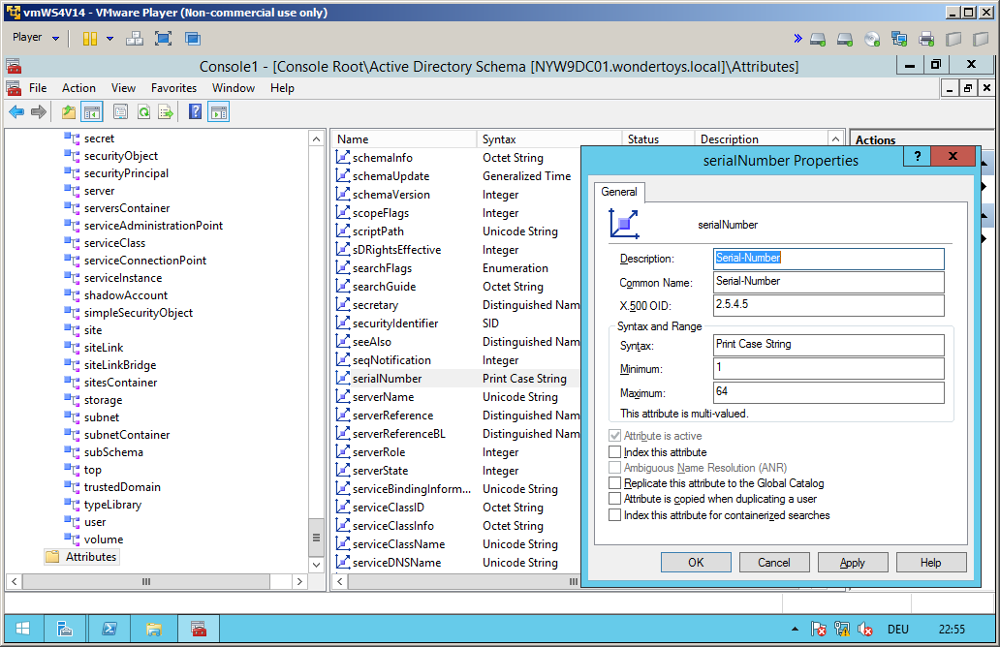 vmWS4V14 - VMware Player (Non-commercial use only)
Player
Console1 - [Console Root\Active Directory Schema [NYW9DC01.wondertoys.local]\Attributes]
File Action View Favorites Window Help
secret
securityObject
securityPrincipal
server
serversContainer
serviceAdministrationPoint
serviceClass
serviceConnectionPoint
serviceInstance
shadowAccount
simpleSecurityObject
site
siteLink
siteLinkBridge
sitesContainer
storage
subnet
subnetContainer
subSchema
top
trustedDomain
typeLibrary
user
volume
Attributes
Name Syntax Status Description
schemaInfo Octet String
schemaUpdate Generalized Time
schemaVersion Integer
scopeFlags Integer
scriptPath Unicode String
sDRightsEffective Integer
searchFlags Enumeration
searchGuide Octet String
secretary Distinguished Nam
securityIdentifier SID
seeAlso Distinguished Nam
seqNotification Integer
serialNumber Print Case String
serverName Unicode String
serverReference Distinguished Nam
serverReferenceBL Distinguished Nam
serverRole Integer
serverState Integer
serviceBindingInform... Unicode String
serviceClassID Octet String
serviceClassInfo Octet String
serviceClassName Unicode String
serviceDNSName Unicode String
Actions
serialNumber Properties
General
serialNumber
Description: Serial-Number
Common Name: Serial-Number
X.500 OID: 2.5.4.5
Syntax and Range
Syntax: Print Case String
Minimum: 1
Maximum: 64
This attribute is multi-valued.
Attribute is active
Index this attribute
Ambiguous Name Resolution (ANR)
Replicate this attribute to the Global Catalog
Attribute is copied when duplicating a user
Index this attribute for containerized searches
OK Cancel Apply Help
DEU 22:55